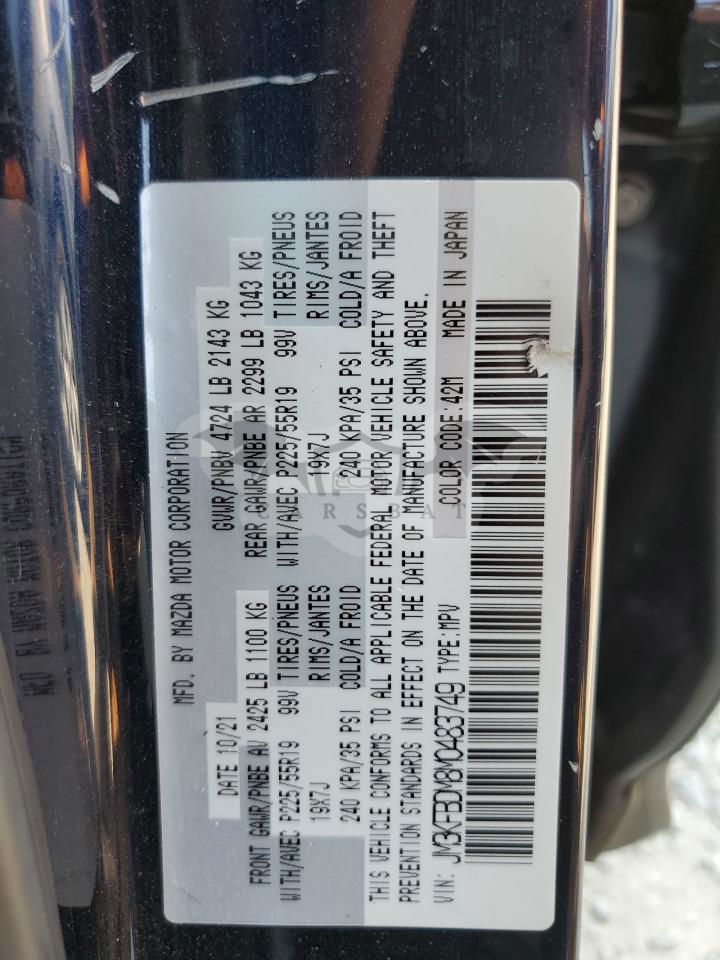 MFD. BY MAZDA MOTOR CORPORATION
DATE 10/21 GVWR/PNBV 4724 LB 2143 KG
FRONT GAWR/PNBE AV 2425 LB 1100 KG REAR GAWR/PNBE AR 2299 LB 1043 KG
WITH/AVEC P225/55R19 99V TIRES/PNEUS WITH/AVEC P225/55R19 99V TIRES/PNEUS
19X7J RIMS/JANTES 19X7J RIMS/JANTES
240 KPA/35 PSI COLD/A FROID 240 KPA/35 PSI COLD/A FROID
THIS VEHICLE CONFORMS TO ALL APPLICABLE FEDERAL MOTOR VEHICLE SAFETY AND THEFT
PREVENTION STANDARDS IN EFFECT ON THE DATE OF MANUFACTURE SHOWN ABOVE.
VIN: JM3KFBDM8M0483749 TYPE:MPV COLOR CODE:42M MADE IN JAPAN
CARSBAT